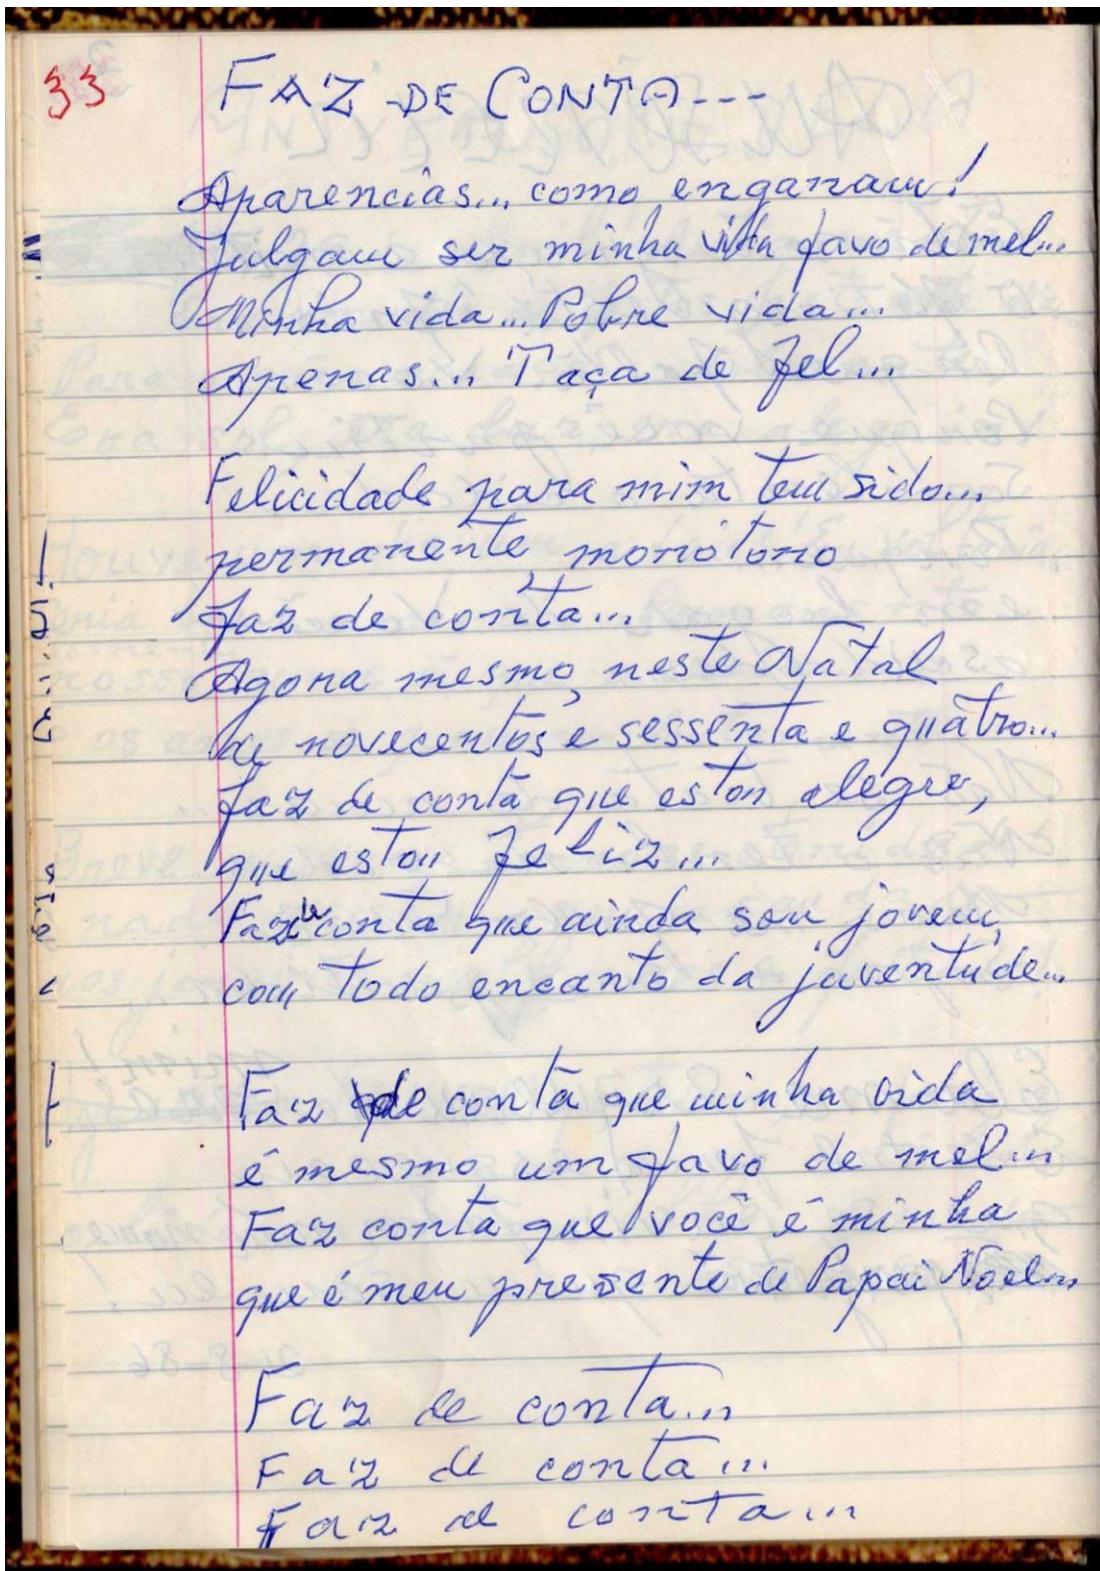 33
FAZ DE CONTA---
Aparencias... como enganam!
Julgam ser minha vida favo de mel...
Minha vida... Pobre vida...
Apenas... Taça de fel...
Felicidade para mim tem sido...
permanente, monótono
faz de conta...
Agora mesmo, neste Natal
de novecentos e sessenta e quatro...
faz de conta que estou alegre,
que estou feliz...
Faz de conta que ainda sou jovem,
com todo encanto da juventude...
Faz de conta que minha vida
é mesmo um favo de mel...
Faz conta que você é minha
que é meu presente de Papai Noel...
Faz de conta...
Faz de conta...
Faz de conta...